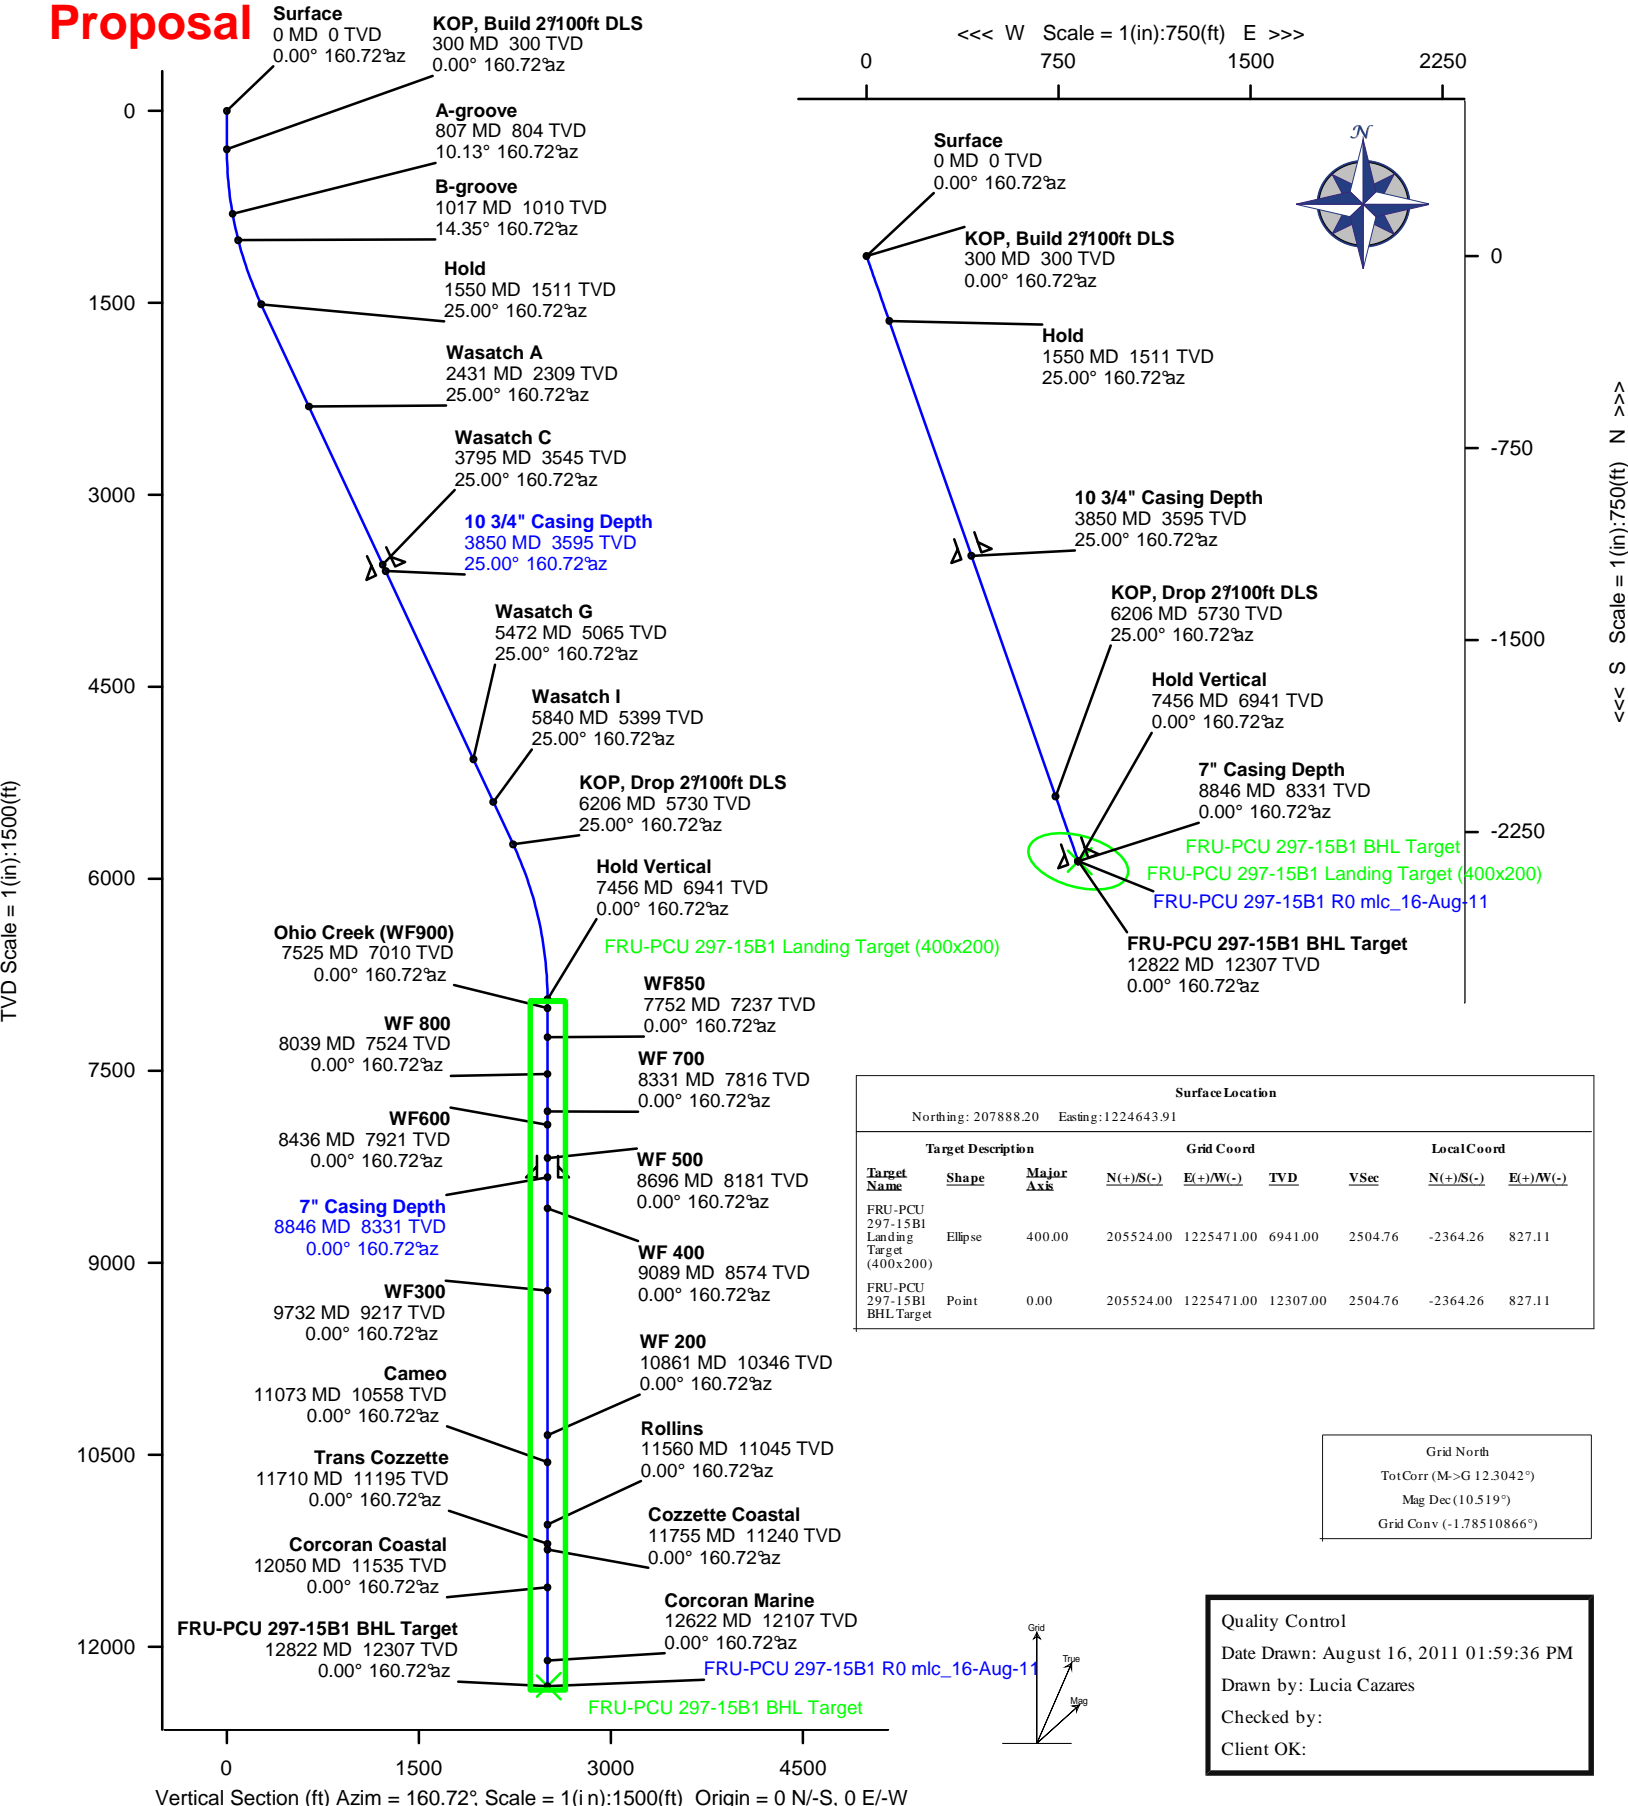 Proposal
Surface
0 MD 0 TVD
0.00° 160.72°az
KOP, Build 2°/100ft DLS
300 MD 300 TVD
0.00° 160.72°az
A-groove
807 MD 804 TVD
10.13° 160.72°az
B-groove
1017 MD 1010 TVD
14.35° 160.72°az
Hold
1550 MD 1511 TVD
25.00° 160.72°az
Wasatch A
2431 MD 2309 TVD
25.00° 160.72°az
Wasatch C
3795 MD 3545 TVD
25.00° 160.72°az
10 3/4" Casing Depth
3850 MD 3595 TVD
25.00° 160.72°az
Wasatch G
5472 MD 5065 TVD
25.00° 160.72°az
Wasatch I
5840 MD 5399 TVD
25.00° 160.72°az
KOP, Drop 2°/100ft DLS
6206 MD 5730 TVD
25.00° 160.72°az
Hold Vertical
7456 MD 6941 TVD
0.00° 160.72°az
FRU-PCU 297-15B1 Landing Target (400x200)
Ohio Creek (WF900)
7525 MD 7010 TVD
0.00° 160.72°az
WF850
7752 MD 7237 TVD
0.00° 160.72°az
WF 800
8039 MD 7524 TVD
0.00° 160.72°az
WF 700
8331 MD 7816 TVD
0.00° 160.72°az
WF600
8436 MD 7921 TVD
0.00° 160.72°az
WF 500
8696 MD 8181 TVD
0.00° 160.72°az
7" Casing Depth
8846 MD 8331 TVD
0.00° 160.72°az
WF 400
9089 MD 8574 TVD
0.00° 160.72°az
WF300
9732 MD 9217 TVD
0.00° 160.72°az
WF 200
10861 MD 10346 TVD
0.00° 160.72°az
Cameo
11073 MD 10558 TVD
0.00° 160.72°az
Rollins
11560 MD 11045 TVD
0.00° 160.72°az
Trans Cozzette
11710 MD 11195 TVD
0.00° 160.72°az
Cozzette Coastal
11755 MD 11240 TVD
0.00° 160.72°az
Corcoran Coastal
12050 MD 11535 TVD
0.00° 160.72°az
Corcoran Marine
12622 MD 12107 TVD
0.00° 160.72°az
FRU-PCU 297-15B1 BHL Target
12822 MD 12307 TVD
0.00° 160.72°az
FRU-PCU 297-15B1 R0 mlc_16-Aug-11
FRU-PCU 297-15B1 BHL Target
0
1500
3000
4500
6000
7500
9000
10500
12000
TVD Scale = 1(in):1500(ft)
0 1500 3000 4500
Vertical Section (ft) Azim = 160.72°, Scale = 1(in):1500(ft) Origin = 0 N/-S, 0 E/-W
<<< W Scale = 1(in):750(ft) E >>>
0 750 1500 2250
N
Surface
0 MD 0 TVD
0.00° 160.72°az
KOP, Build 2°/100ft DLS
300 MD 300 TVD
0.00° 160.72°az
Hold
1550 MD 1511 TVD
25.00° 160.72°az
10 3/4" Casing Depth
3850 MD 3595 TVD
25.00° 160.72°az
KOP, Drop 2°/100ft DLS
6206 MD 5730 TVD
25.00° 160.72°az
Hold Vertical
7456 MD 6941 TVD
0.00° 160.72°az
7" Casing Depth
8846 MD 8331 TVD
0.00° 160.72°az
FRU-PCU 297-15B1 BHL Target
FRU-PCU 297-15B1 Landing Target (400x200)
FRU-PCU 297-15B1 R0 mlc_16-Aug-11
FRU-PCU 297-15B1 BHL Target
12822 MD 12307 TVD
0.00° 160.72°az
0
-750
-1500
-2250
<<< S Scale = 1(in):750(ft) N >>>
Surface Location
Northing: 207888.20 Easting: 1224643.91
Target Description Grid Coord Local Coord
Target Name Shape Major Axis N(+)/S(-) E(+)/W(-) TVD VSec N(+)/S(-) E(+)/W(-)
FRU-PCU
297-15B1
Landing Ellipse 400.00 205524.00 1225471.00 6941.00 2504.76 -2364.26 827.11
Target
(400x200)
FRU-PCU
297-15B1 Point 0.00 205524.00 1225471.00 12307.00 2504.76 -2364.26 827.11
BHL Target
Grid North
Tot Corr (M->G 12.3042°)
Mag Dec (10.519°)
Grid Conv (-1.78510866°)
Grid
True
Mag
Quality Control
Date Drawn: August 16, 2011 01:59:36 PM
Drawn by: Lucia Cazares
Checked by:
Client OK: